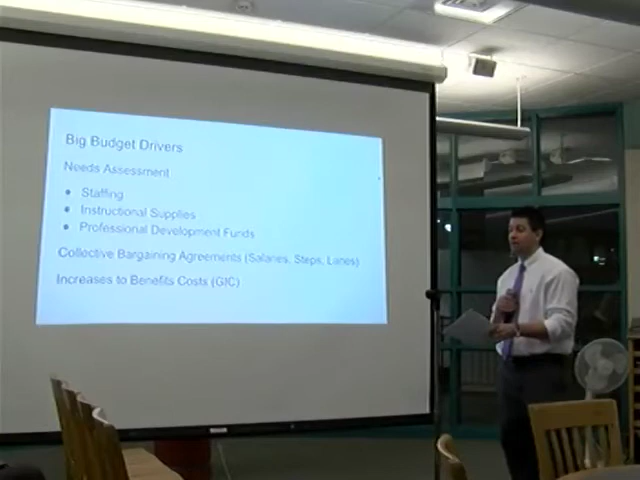 Big Budget Drivers
Needs Assessment
• Staffing
• Instructional Supplies
• Professional Development Funds
Collective Bargaining Agreements (Salaries, Steps, Lanes)
Increases to Benefits Costs (GIC)